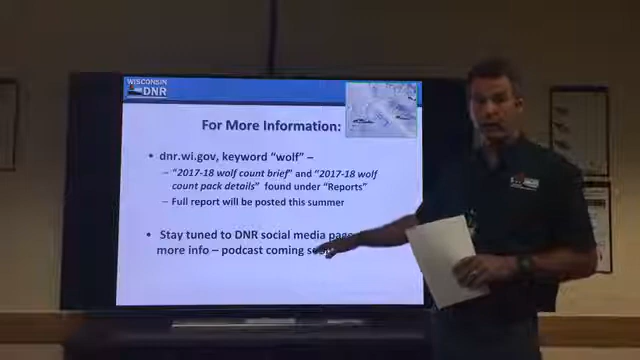 WISCONSIN
DNR
For More Information:
• dnr.wi.gov, keyword “wolf” –
– “2017-18 wolf count brief” and “2017-18 wolf
count pack details” found under “Reports”
– Full report will be posted this summer
• Stay tuned to DNR social media page
more info – podcast coming